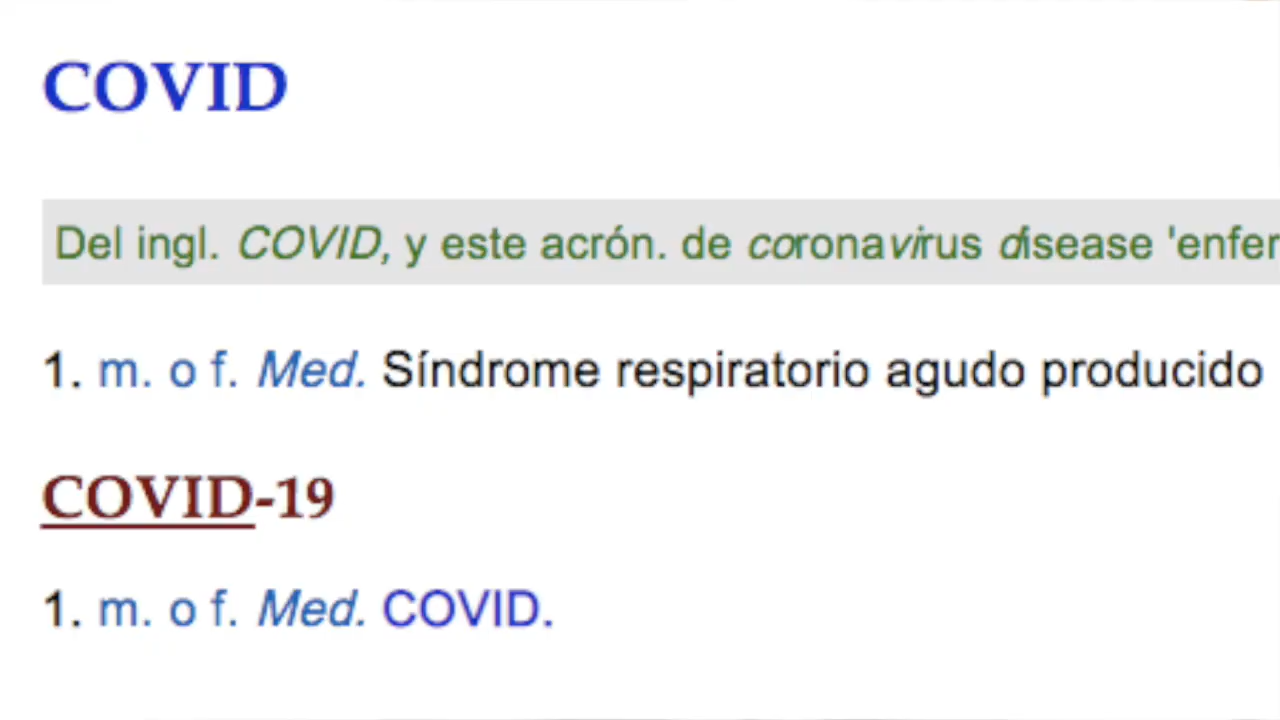 COVID
Del ingl. COVID, y este acrón. de coronavirus disease 'enfer
1. m. o f. Med. Síndrome respiratorio agudo producido
COVID-19
1. m. o f. Med. COVID.